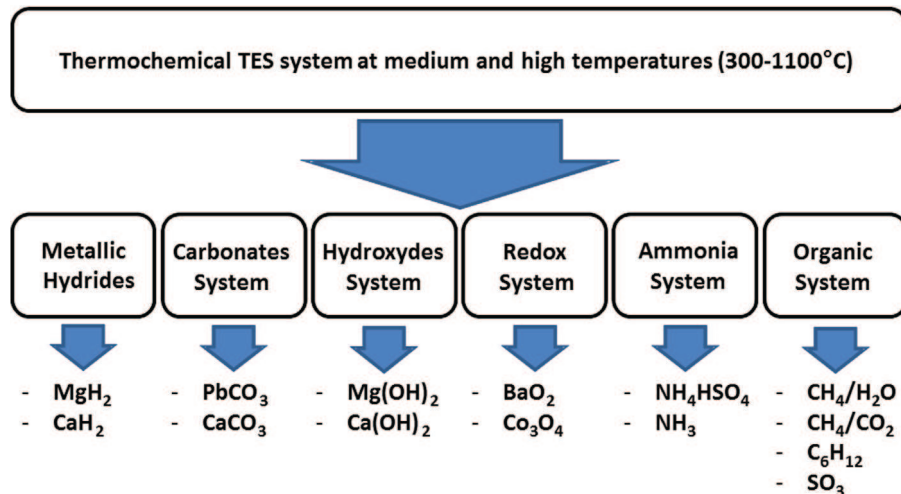 Thermochemical TES system at medium and high temperatures (300-1100°C)
Metallic
Hydrides
Carbonates
System
Hydroxydes
System
Redox
System
Ammonia
System
Organic
System
- MgH₂
- CaH₂
- PbCO₃
- CaCO₃
- Mg(OH)₂
- Ca(OH)₂
- BaO₂
- Co₃O₄
- NH₄HSO₄
- NH₃
- CH₄/H₂O
- CH₄/CO₂
- C₆H₁₂
- SO₃